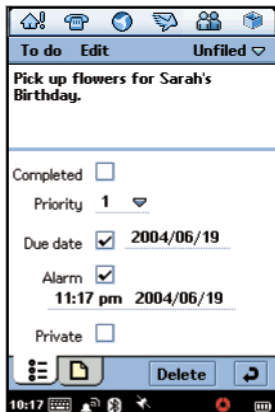 To do Edit Unfiled
Pick up flowers for Sarah's
Birthday.
Completed
Priority 1
Due date 2004/06/19
Alarm
11:17 pm 2004/06/19
Private
Delete
10:17